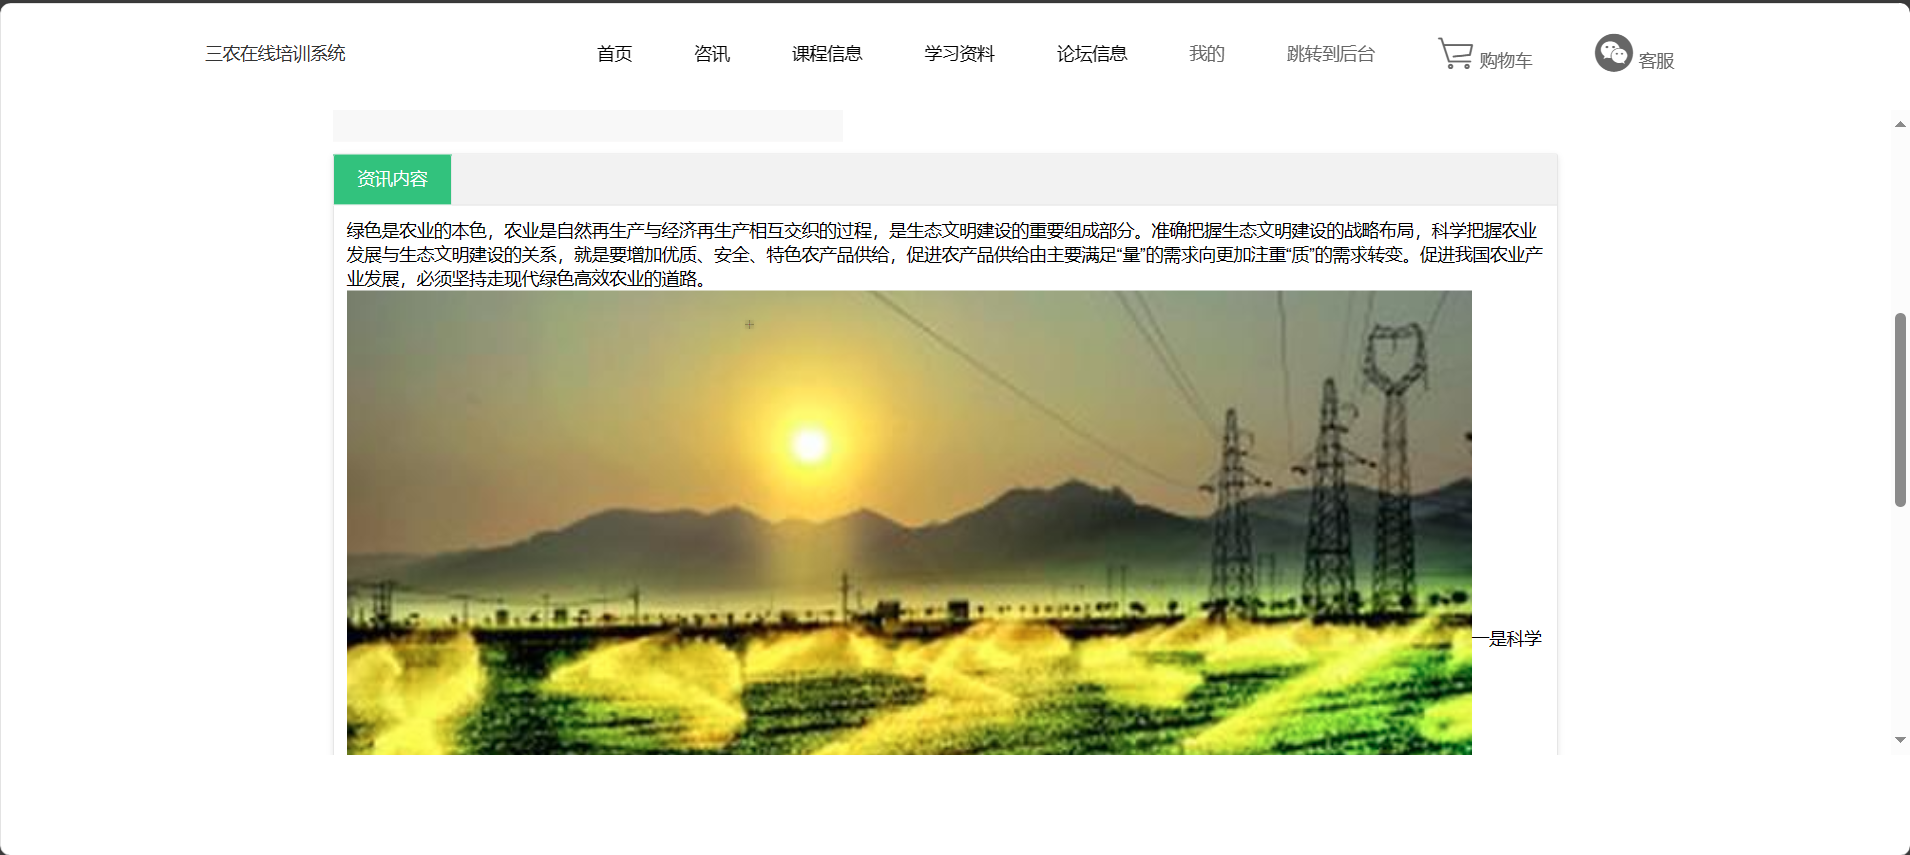 三农在线培训系统
首页
咨讯
课程信息
学习资料
论坛信息
我的
跳转到后台
购物车
客服
资讯内容
绿色是农业的本色，农业是自然再生产与经济再生产相互交织的过程，是生态文明建设的重要组成部分。准确把握生态文明建设的战略布局，科学把握农业
发展与生态文明建设的关系，就是要增加优质、安全、特色农产品供给，促进农产品供给由主要满足“量”的需求向更加注重“质”的需求转变。促进我国农业产
业发展，必须坚持走现代绿色高效农业的道路。
一是科学